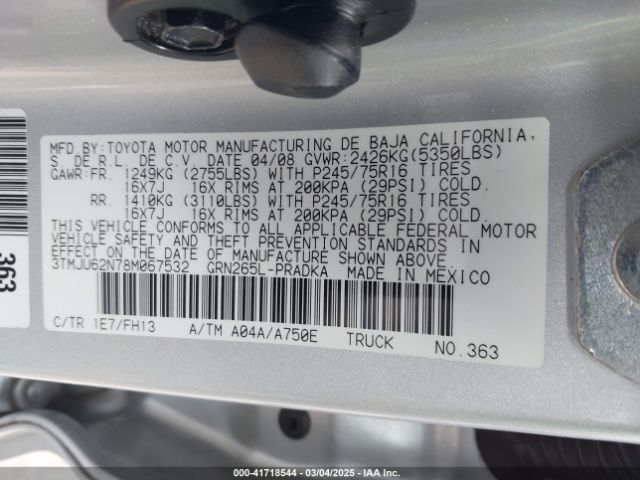 MFD. BY: TOYOTA MOTOR MANUFACTURING DE BAJA CALIFORNIA,
S. DE R.L. DE C.V. DATE 04/08 GVWR:2426KG(5350LBS)
GAWR:FR. 1249KG (2755LBS) WITH P245/75R16 TIRES
16X7J 16X RIMS AT 200KPA (29PSI) COLD.
RR. 1410KG (3110LBS) WITH P245/75R16 TIRES
16X7J 16X RIMS AT 200KPA (29PSI) COLD.
THIS VEHICLE CONFORMS TO ALL APPLICABLE FEDERAL MOTOR
VEHICLE SAFETY AND THEFT PREVENTION STANDARDS IN
EFFECT ON THE DATE OF MANUFACTURE SHOWN ABOVE.
3TMJU62N78M067532 GRN265L-PRADKA MADE IN MEXICO
C/TR 1E7/FH13 A/TM A04A/A750E TRUCK NO.363
363
000-41718544 — 03/04/2025 — IAA Inc.